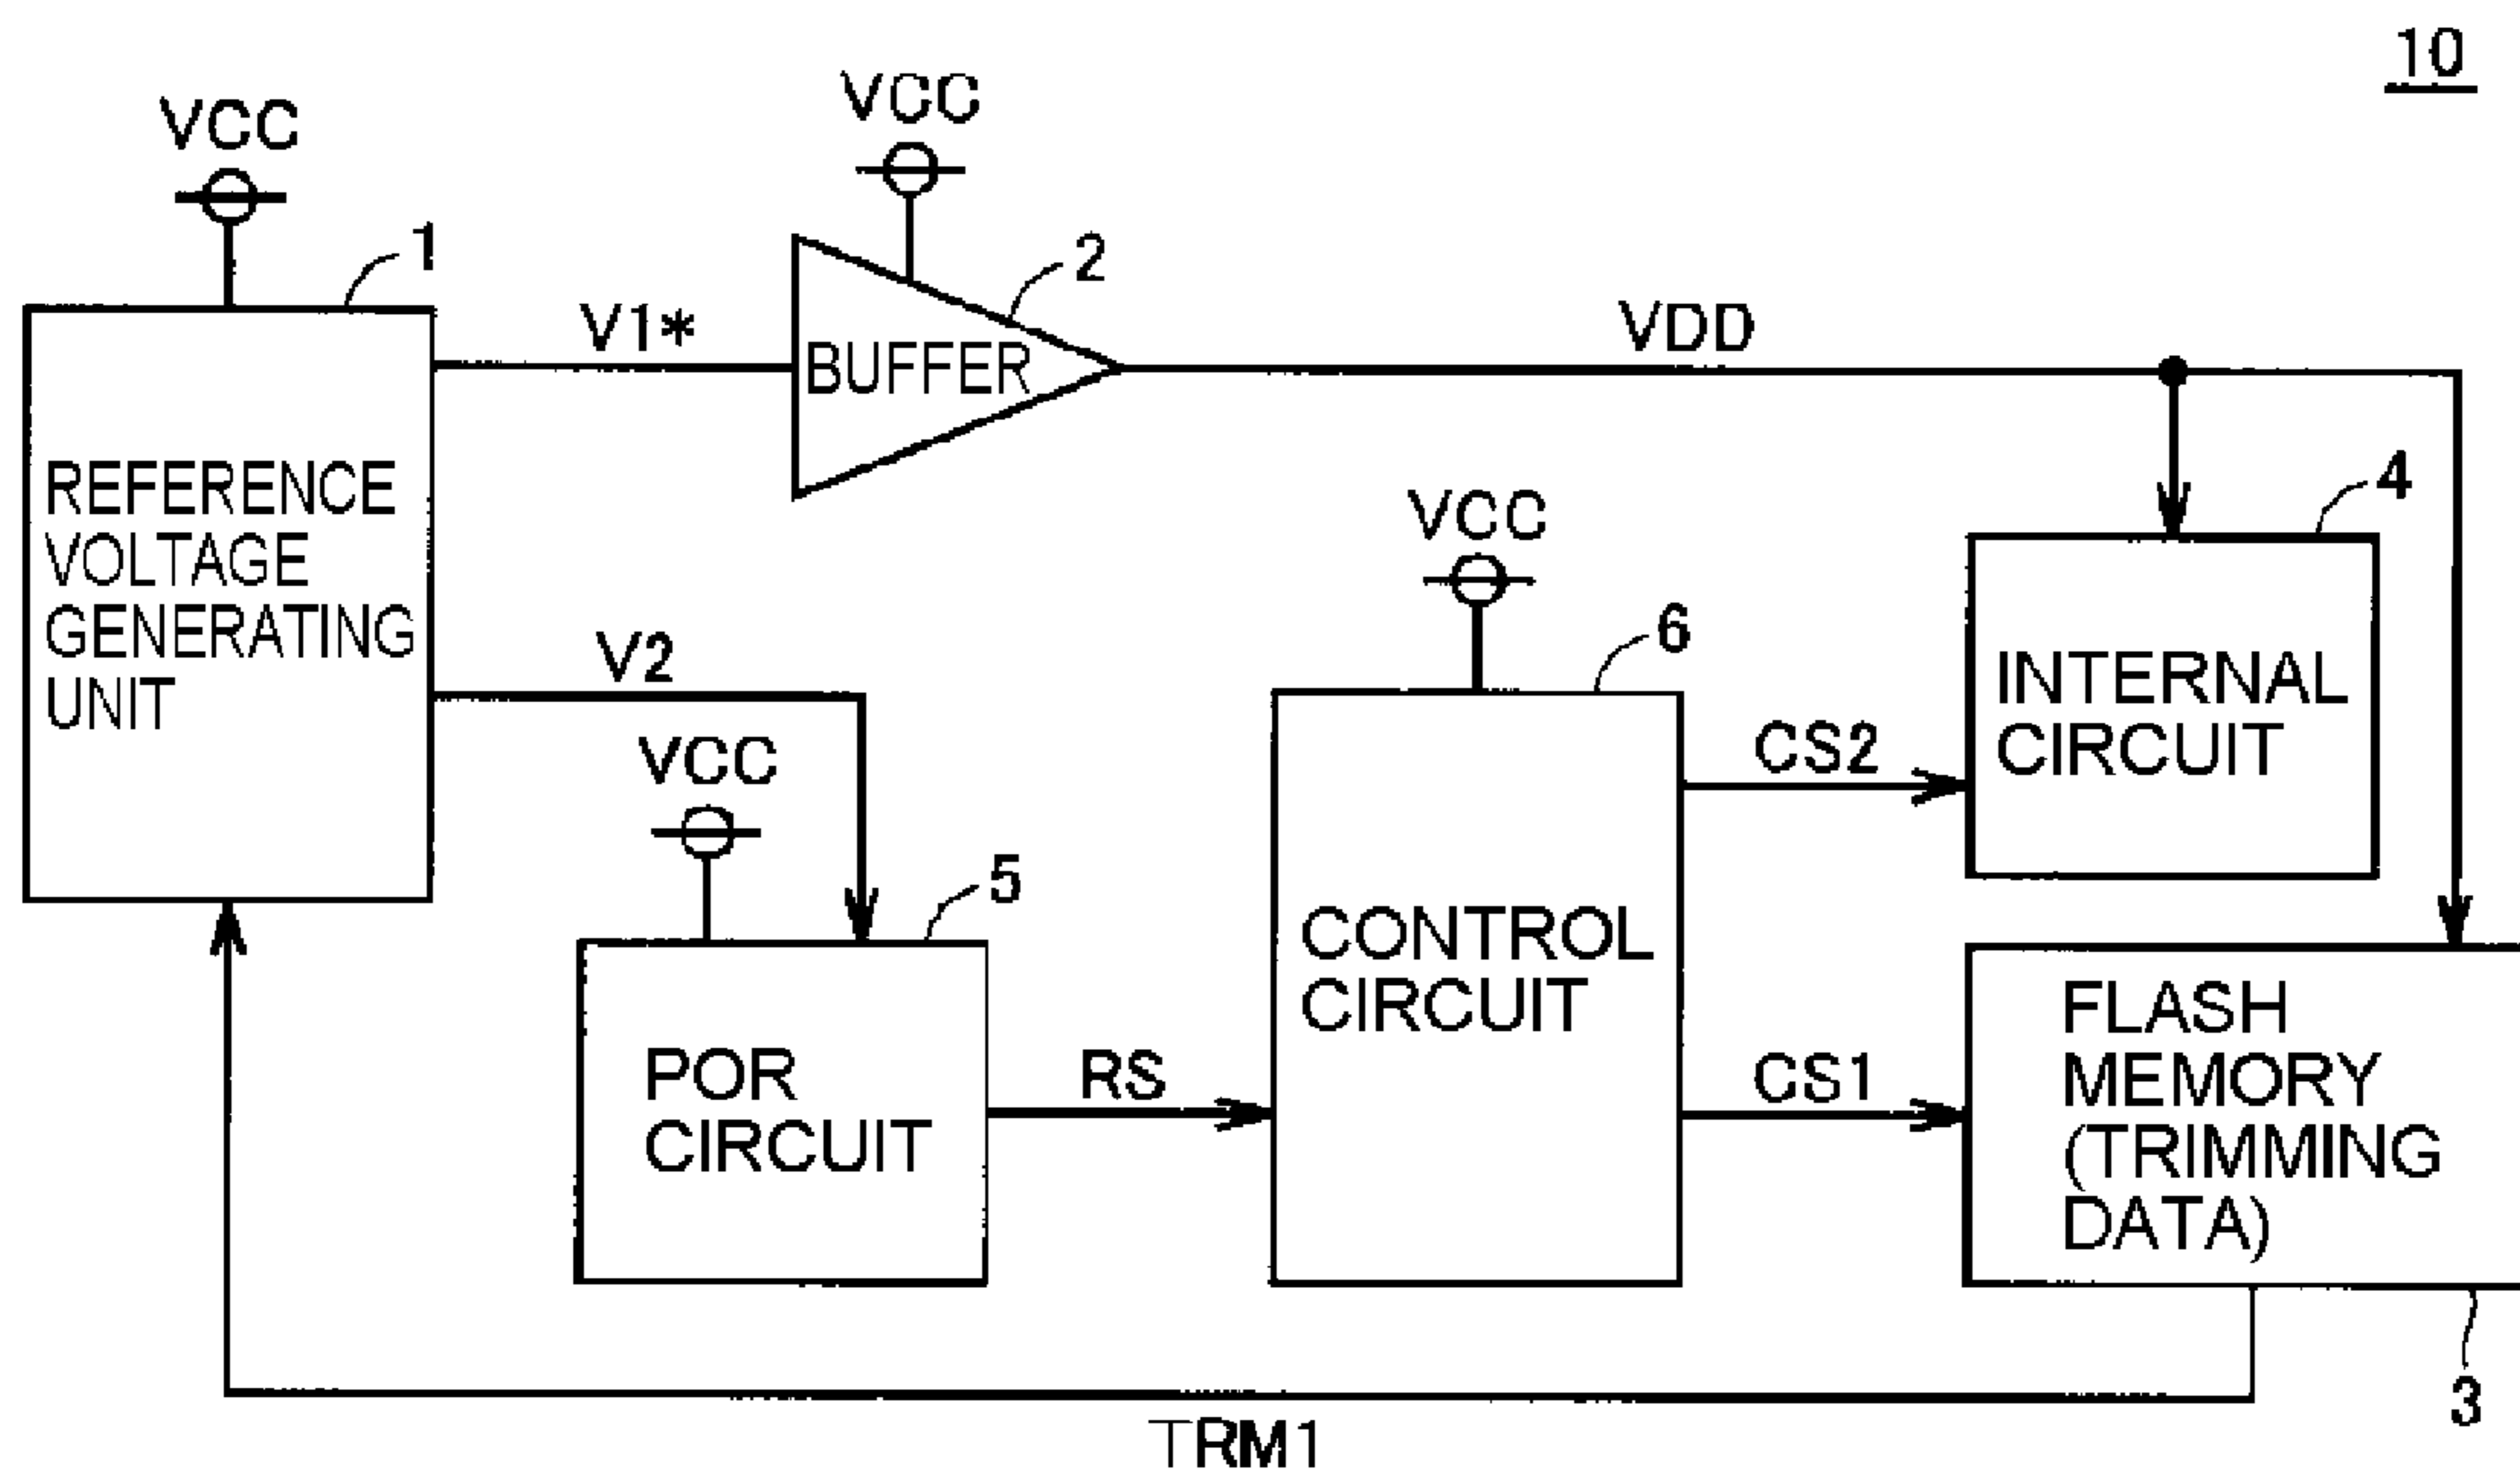 10
VCC
VCC
1
2
V1*
BUFFER
VDD
REFERENCE
VOLTAGE
GENERATING
UNIT
4
VCC
6
V2
INTERNAL
CIRCUIT
VCC
CS2
5
CONTROL
CIRCUIT
POR
CIRCUIT
RS
CS1
FLASH
MEMORY
(TRIMMING
DATA)
3
TRM1